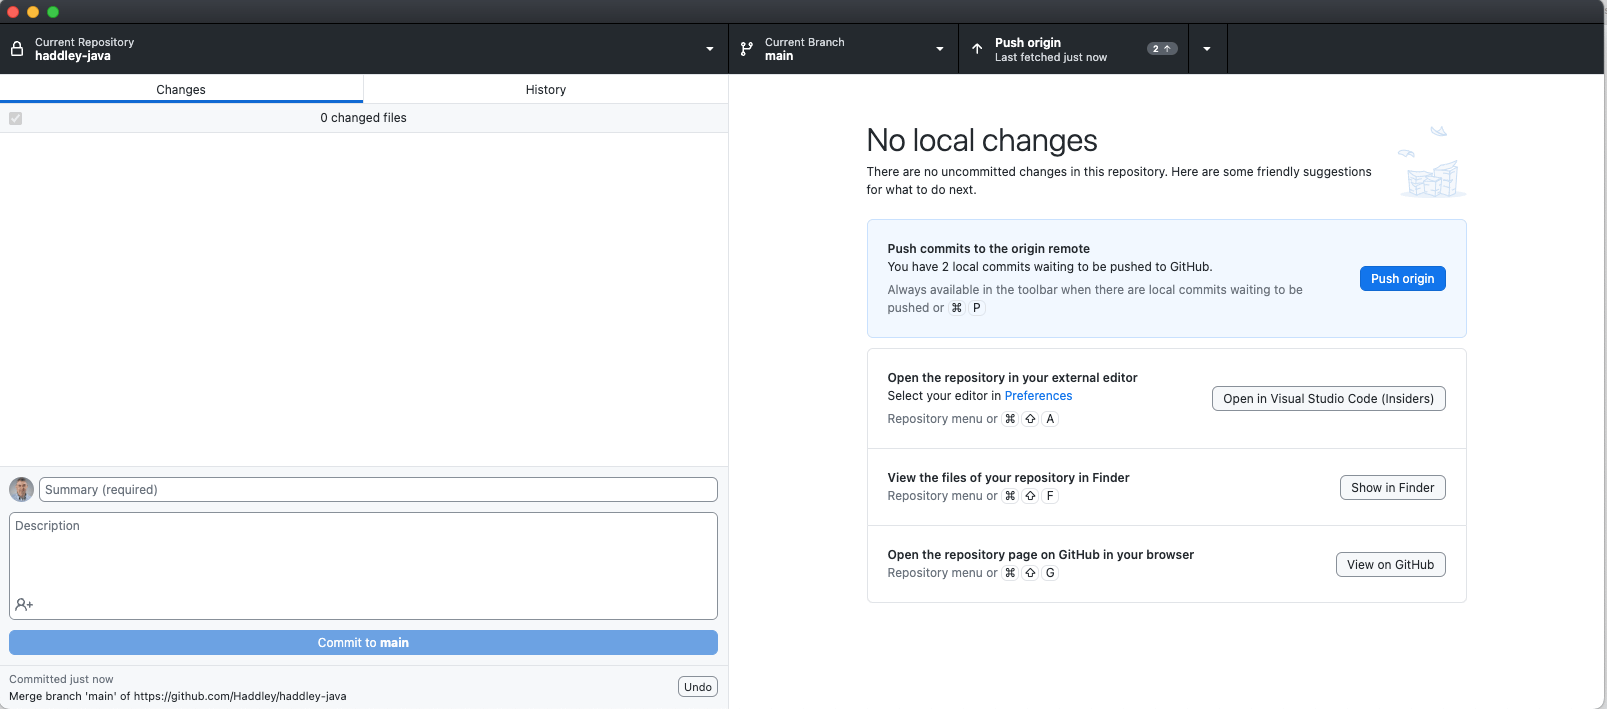 Current Repository
haddley-java
Current Branch
main
Push origin
Last fetched just now
2 ↑
Changes
History
0 changed files
No local changes
There are no uncommitted changes in this repository. Here are some friendly suggestions
for what to do next.
Push commits to the origin remote
You have 2 local commits waiting to be pushed to GitHub.
Always available in the toolbar when there are local commits waiting to be
pushed or ⌘ P
Push origin
Open the repository in your external editor
Select your editor in Preferences
Repository menu or ⌘ ⇧ A
Open in Visual Studio Code (Insiders)
View the files of your repository in Finder
Repository menu or ⌘ ⇧ F
Show in Finder
Open the repository page on GitHub in your browser
Repository menu or ⌘ ⇧ G
View on GitHub
Summary (required)
Description
Commit to main
Committed just now
Merge branch 'main' of https://github.com/Haddley/haddley-java
Undo